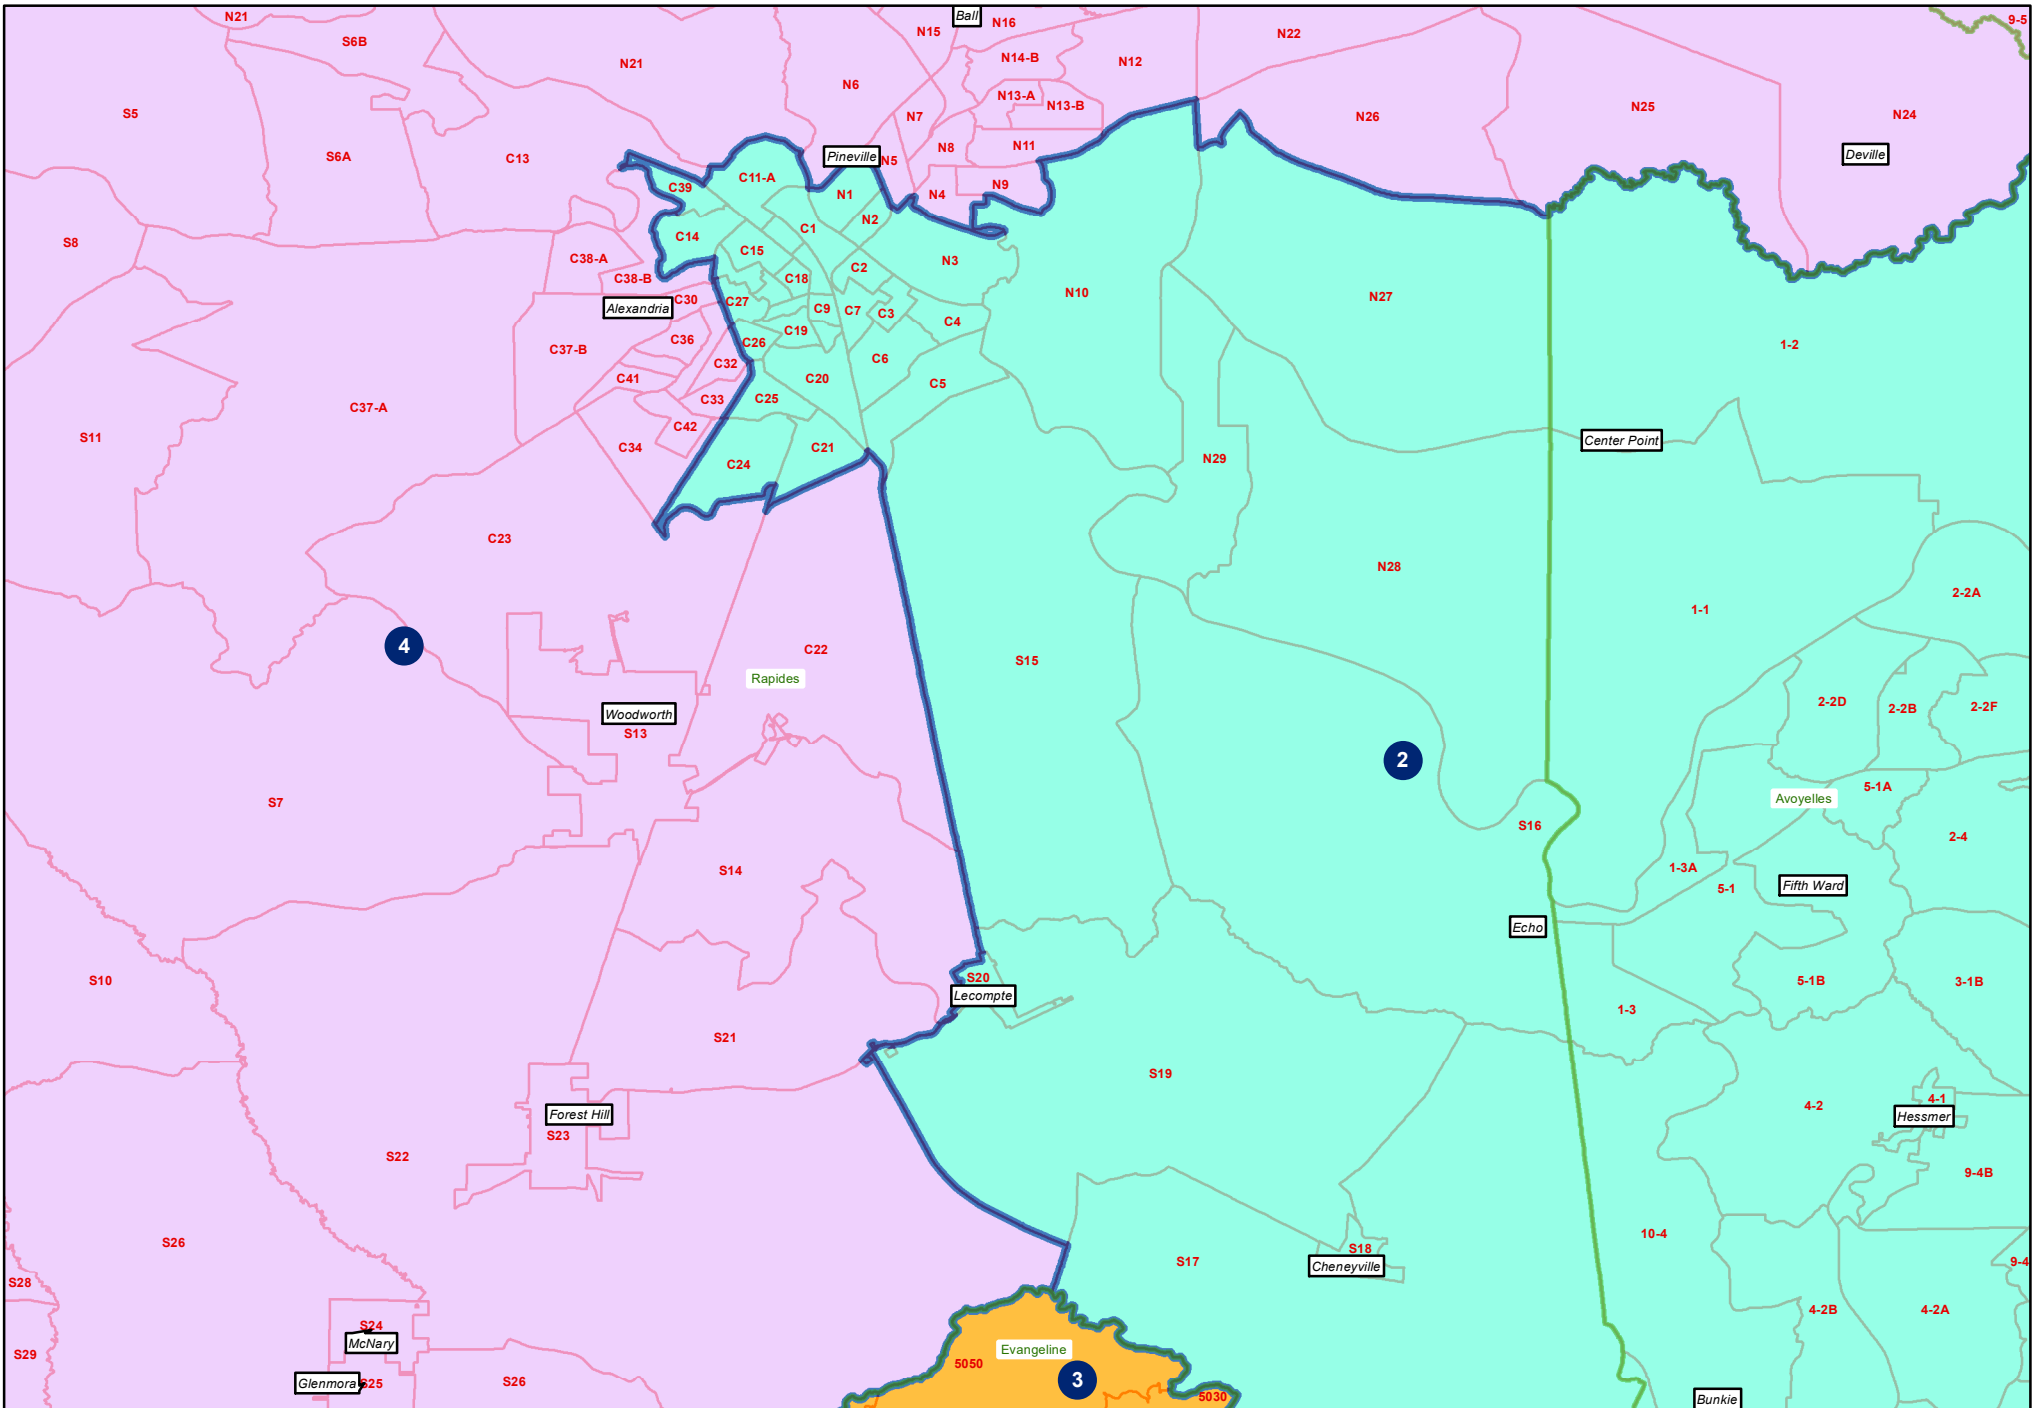 N21
S6B
N21
N15
Ball
N16
N22
9-5
S5
S6A
C13
N6
N14-B
N12
N13-A
N13-B
N7
N26
N25
N24
N8
N11
Pineville
N5
Deville
C39
C11-A
N1
N4
N9
N2
S8
C14
C1
C15
C38-A
C38-B
C18
C2
N3
N10
N27
Alexandria
C30
C27
C9
C7
C3
C4
C36
C26
C19
1-2
C37-B
C32
C6
C41
C20
C5
C37-A
C33
C25
S11
C42
C34
C21
C24
N29
Center Point
C23
N28
2-2A
1-1
4
C22
S15
Rapides
Woodworth
S13
2-2D
2-2B
2-2F
2
S7
Avoyelles
5-1A
S16
2-4
S14
1-3A
5-1
Fifth Ward
Echo
S10
S20
Lecompte
5-1B
3-1B
1-3
S21
S19
4-2
4-1
Hessmer
Forest Hill
S23
S22
9-4B
S26
10-4
S17
S18
Cheneyville
9-4
S28
4-2B
4-2A
S24
McNary
S29
Evangeline
5050
3
Glenmora
S25
S26
5030
Bunkie